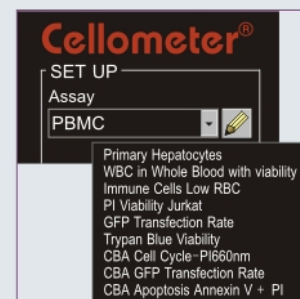 Cellometer®
SET UP
Assay
PBMC
Primary Hepatocytes
WBC in Whole Blood with viability
Immune Cells Low RBC
PI Viability Jurkat
GFP Transfection Rate
Trypan Blue Viability
CBA Cell Cycle-PI660nm
CBA GFP Transfection Rate
CBA Apoptosis Annexin V + PI